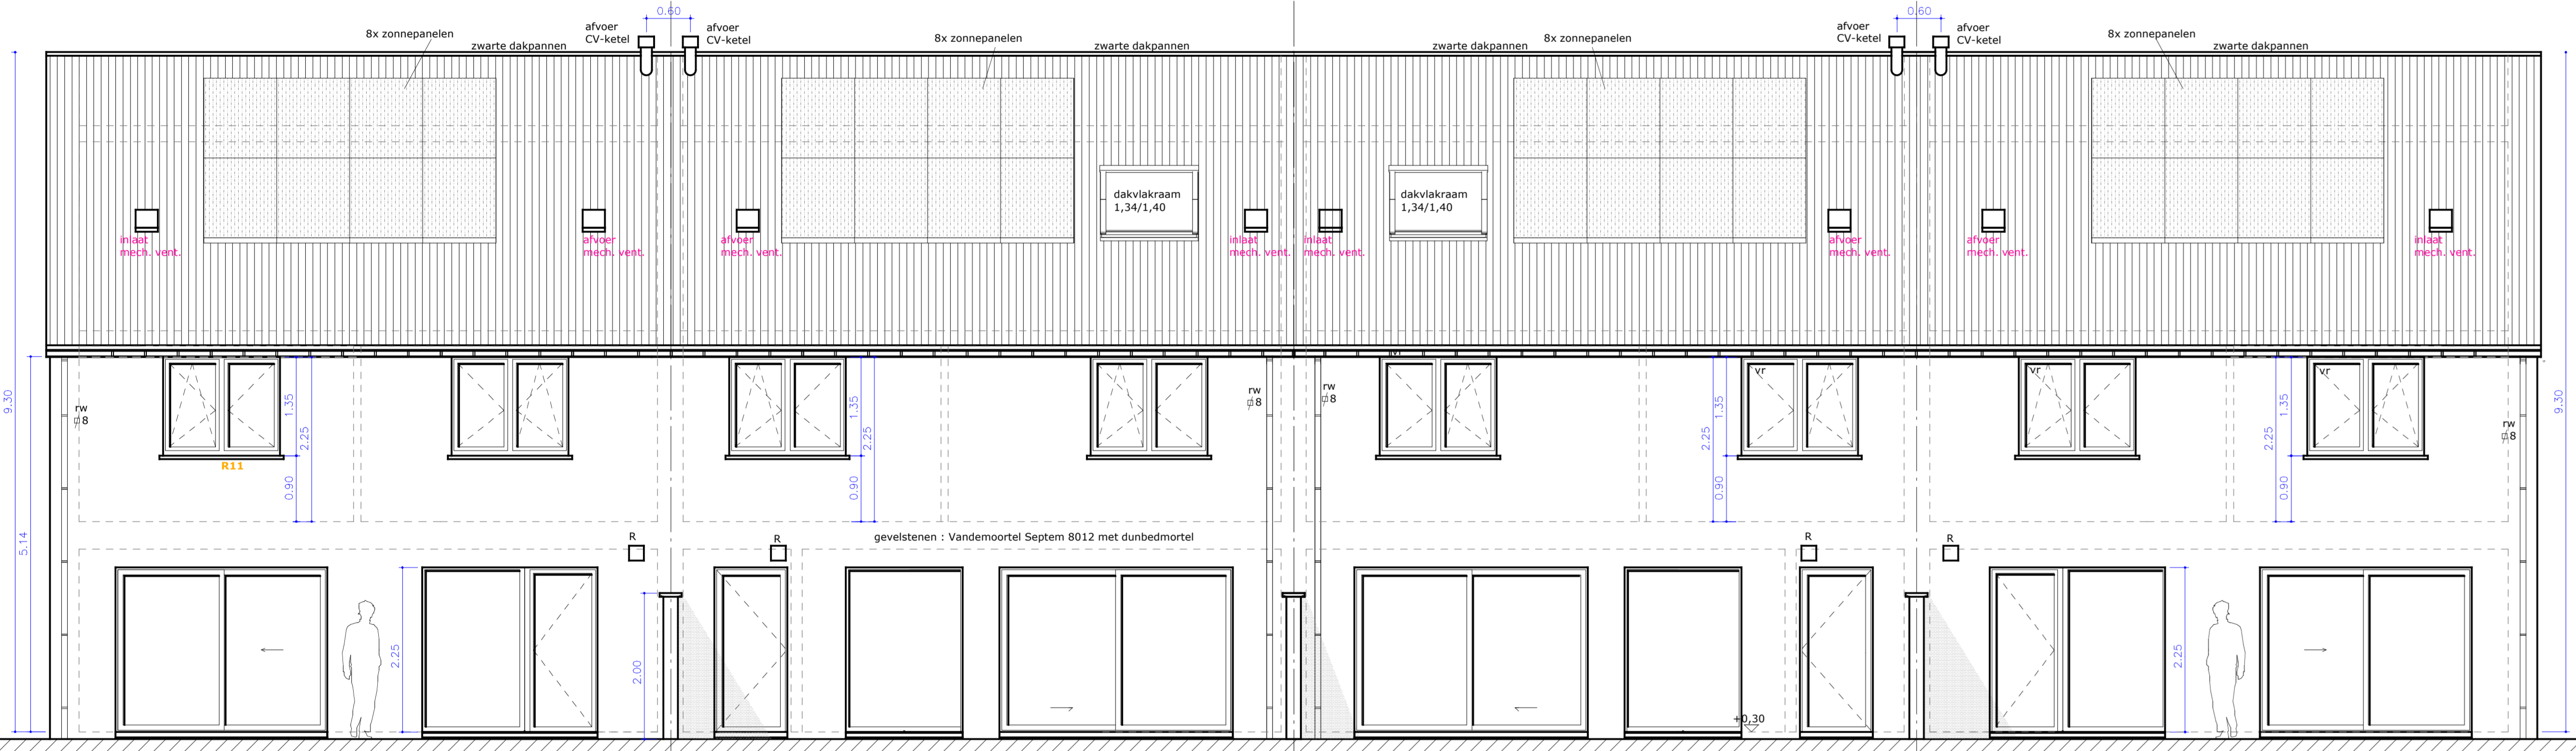 0.60
0.60
afvoer
CV-ketel
afvoer
CV-ketel
afvoer
CV-ketel
afvoer
CV-ketel
8x zonnepanelen
zwarte dakpannen
8x zonnepanelen
zwarte dakpannen
zwarte dakpannen
8x zonnepanelen
8x zonnepanelen
zwarte dakpannen
dakvlakraam
1,34/1,40
dakvlakraam
1,34/1,40
inlaat
mech. vent.
afvoer
mech. vent.
afvoer
mech. vent.
inlaat
mech. vent.
inlaat
mech. vent.
afvoer
mech. vent.
afvoer
mech. vent.
inlaat
mech. vent.
9.30
5.14
rw
8
R11
1.35
2.25
0.90
1.35
2.25
0.90
rw
8
rw
8
vr
1.35
2.25
0.90
vr
vr
1.35
2.25
0.90
rw
8
9.30
R
R
gevelstenen : Vandemoortel Septem 8012 met dunbedmortel
R
R
2.25
2.00
+0,30
2.25